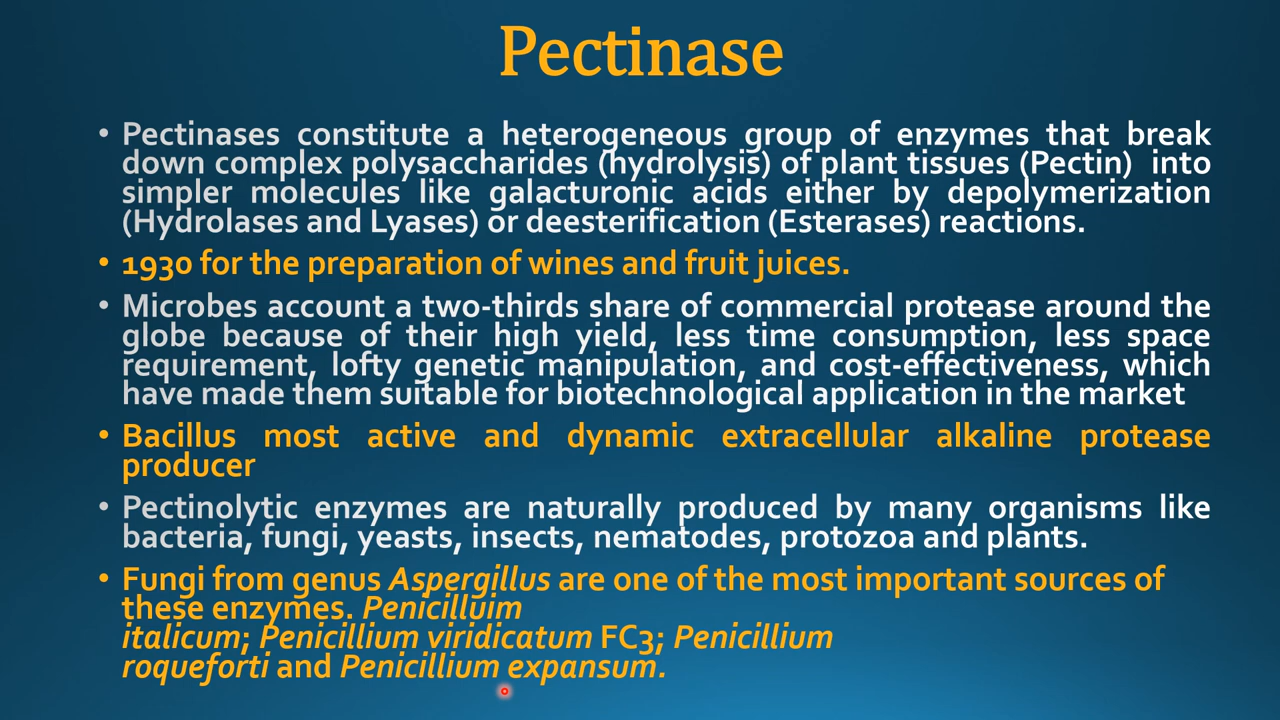 Pectinase
• Pectinases constitute a heterogeneous group of enzymes that break
down complex polysaccharides (hydrolysis) of plant tissues (Pectin) into
simpler molecules like galacturonic acids either by depolymerization
(Hydrolases and Lyases) or deesterification (Esterases) reactions.
• 1930 for the preparation of wines and fruit juices.
• Microbes account a two-thirds share of commercial protease around the
globe because of their high yield, less time consumption, less space
requirement, lofty genetic manipulation, and cost-effectiveness, which
have made them suitable for biotechnological application in the market
• Bacillus most active and dynamic extracellular alkaline protease
producer
• Pectinolytic enzymes are naturally produced by many organisms like
bacteria, fungi, yeasts, insects, nematodes, protozoa and plants.
• Fungi from genus Aspergillus are one of the most important sources of
these enzymes. Penicilluim
italicum; Penicillium viridicatum FC3; Penicillium
roqueforti and Penicillium expansum.